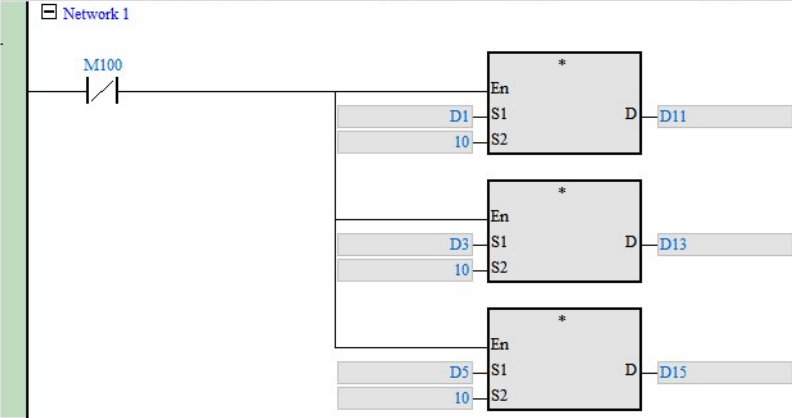 Network 1
M100
*
En
D1 S1 D D11
10 S2
*
En
D3 S1 D D13
10 S2
*
En
D5 S1 D D15
10 S2